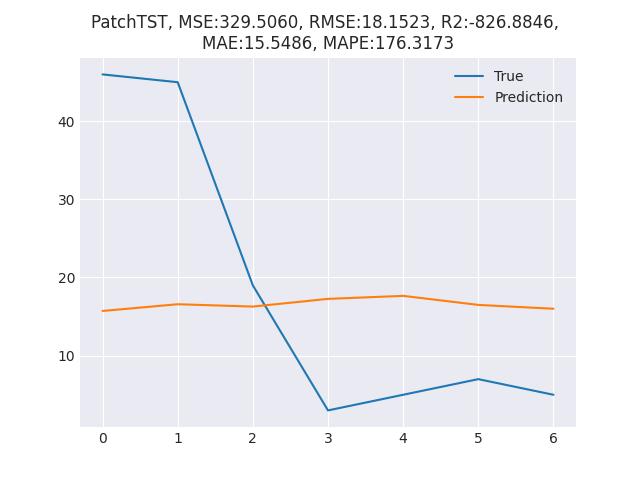 PatchTST, MSE:329.5060, RMSE:18.1523, R2:-826.8846,
MAE:15.5486, MAPE:176.3173
True
Prediction
40
30
20
10
0 1 2 3 4 5 6